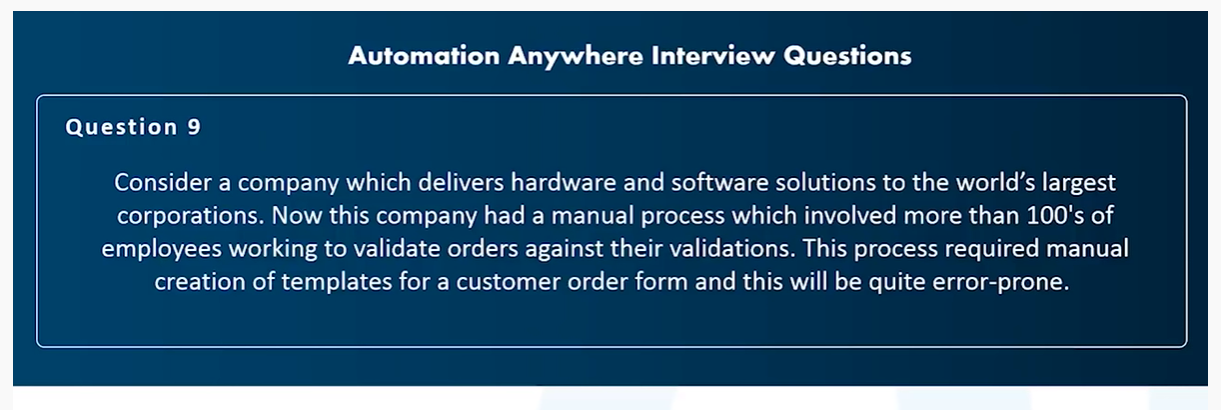 Automation Anywhere Interview Questions
Question 9
Consider a company which delivers hardware and software solutions to the world’s largest
corporations. Now this company had a manual process which involved more than 100's of
employees working to validate orders against their validations. This process required manual
creation of templates for a customer order form and this will be quite error-prone.